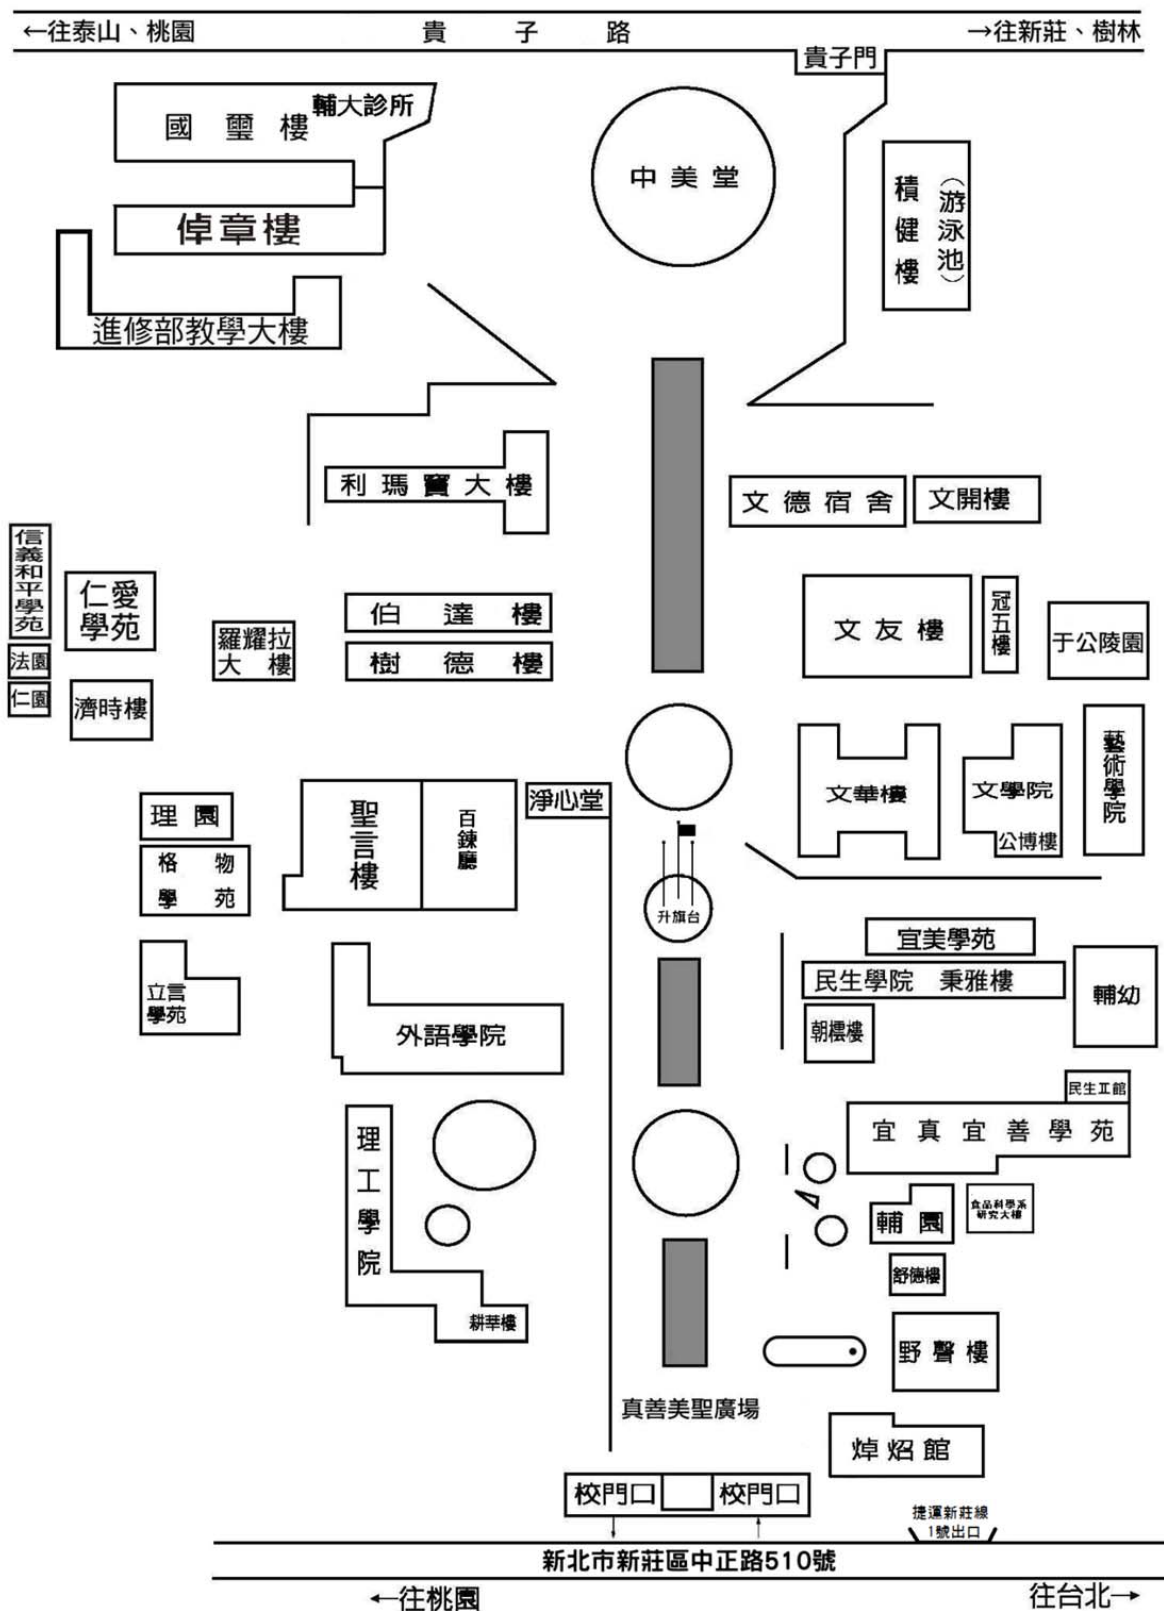 ←往泰山、桃園
貴子路
→往新莊、樹林
貴子門
輔大診所
國璽樓
中美堂
積健樓
（游泳池）
倬章樓
進修部教學大樓
利瑪竇大樓
文德宿舍
文開樓
信義和平學苑
仁愛
學苑
伯達樓
文友樓
冠五樓
于公陵園
羅耀拉
大樓
樹德樓
法園
仁園
濟時樓
藝術學院
文華樓
文學院
公博樓
淨心堂
理園
聖言樓
百鍊廳
格物
學苑
升旗台
宜美學苑
民生學院 秉雅樓
輔幼
立言
學苑
外語學院
朝橒樓
民生Ⅱ館
宜真宜善學苑
理工學院
輔園
食品科學系
研究大樓
舒德樓
耕莘樓
野聲樓
真善美聖廣場
焯炤館
校門口
校門口
捷運新莊線
1號出口
新北市新莊區中正路510號
←往桃園
往台北→